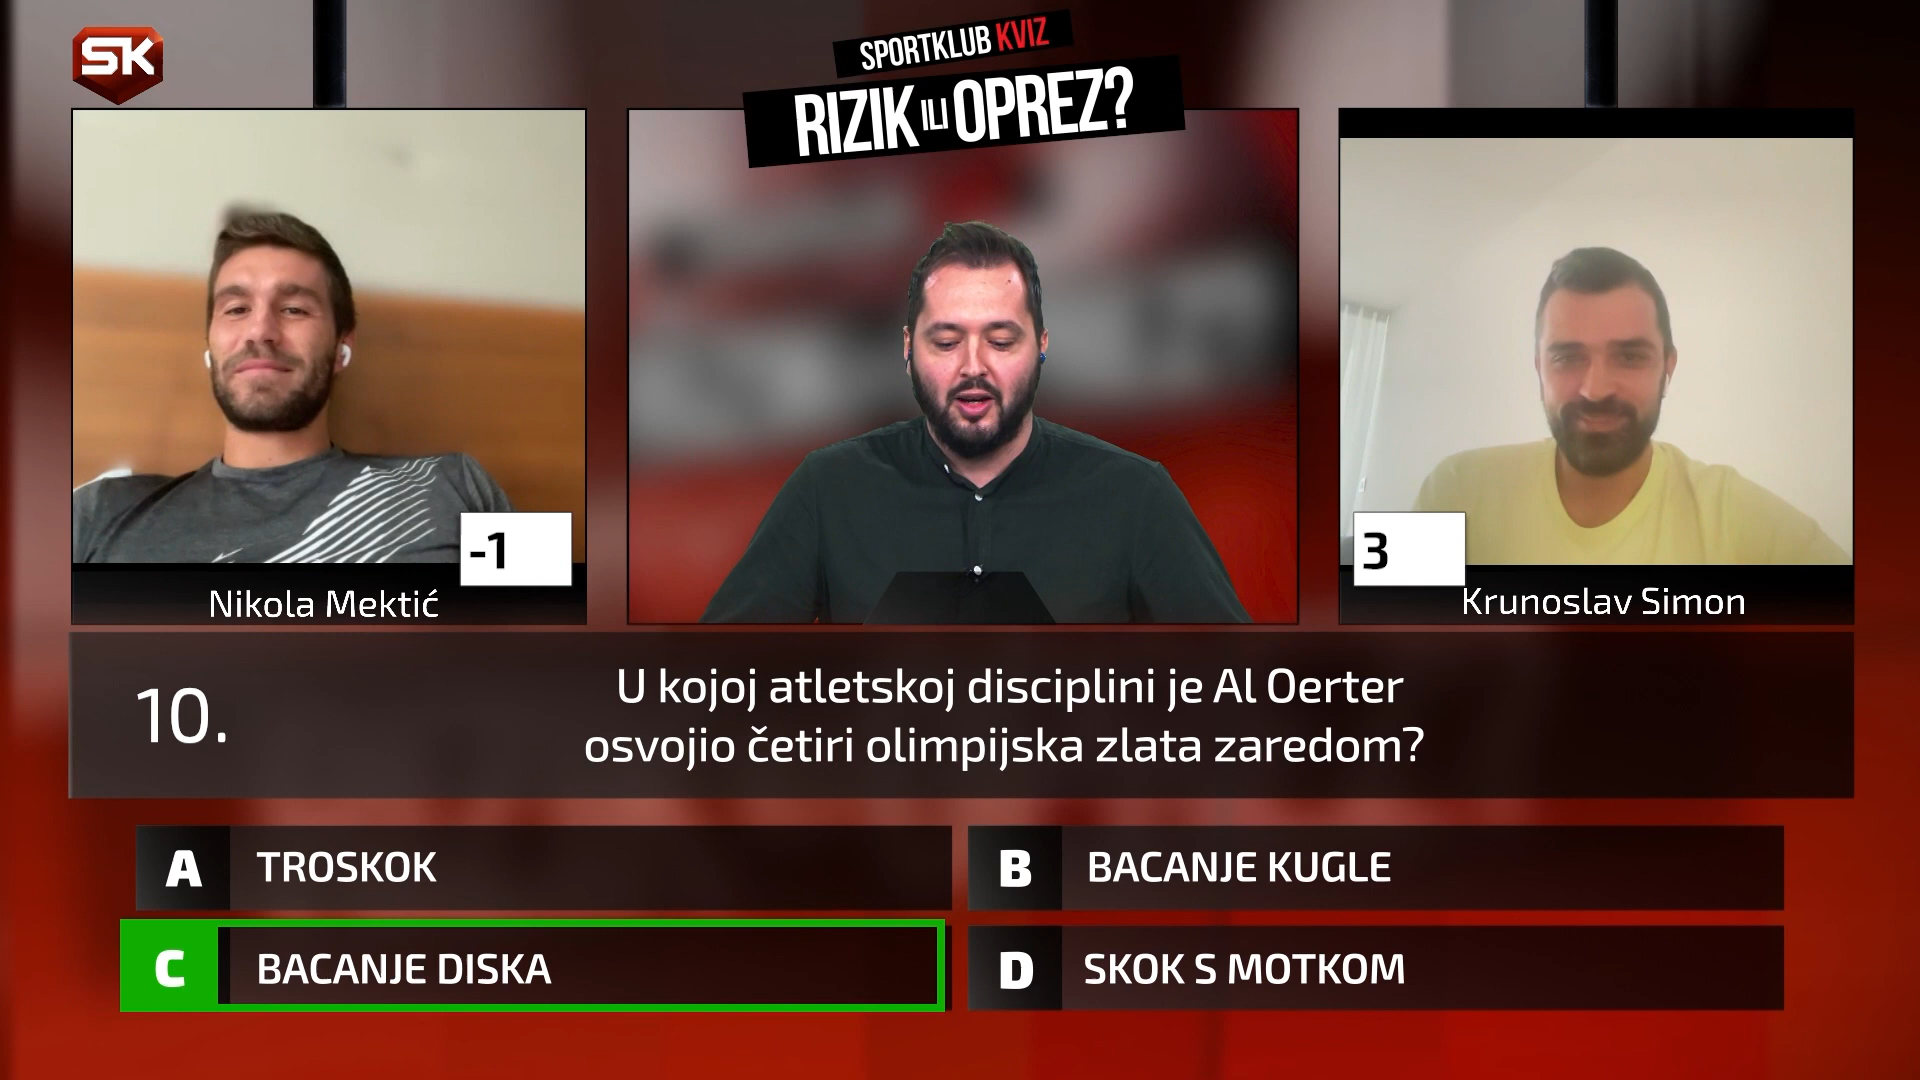 SK
SPORTKLUB KVIZ
RIZIK ILI OPREZ?
-1
3
Nikola Mektić
Krunoslav Simon
10.
U kojoj atletskoj disciplini je Al Oerter
osvojio četiri olimpijska zlata zaredom?
A TROSKOK
B BACANJE KUGLE
C BACANJE DISKA
D SKOK S MOTKOM